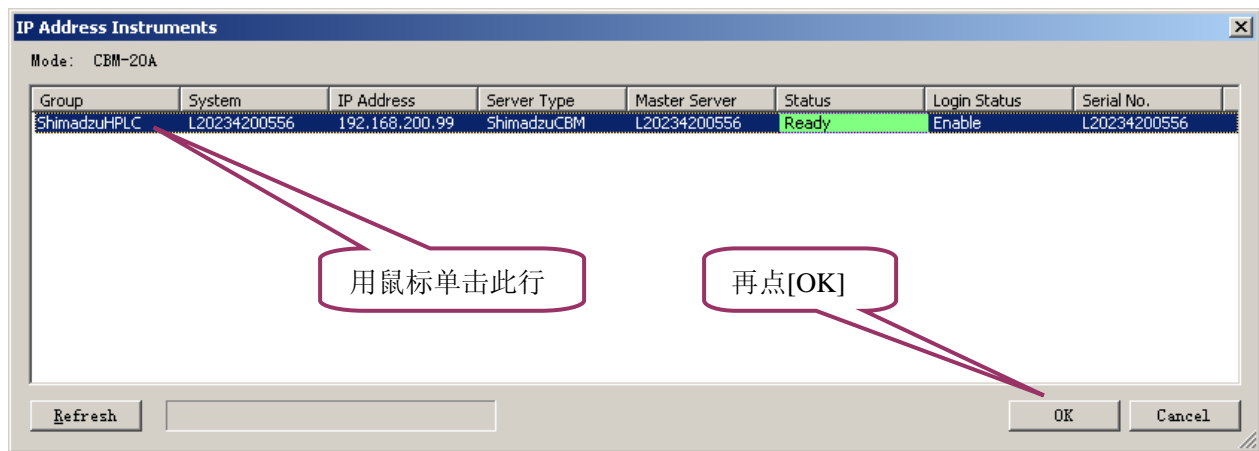 IP Address Instruments
Mode: CBM-20A
Group System IP Address Server Type Master Server Status Login Status Serial No.
ShimadzuHPLC L20234200556 192.168.200.99 ShimadzuCBM L20234200556 Ready Enable L20234200556
用鼠标单击此行
再点[OK]
Refresh OK Cancel